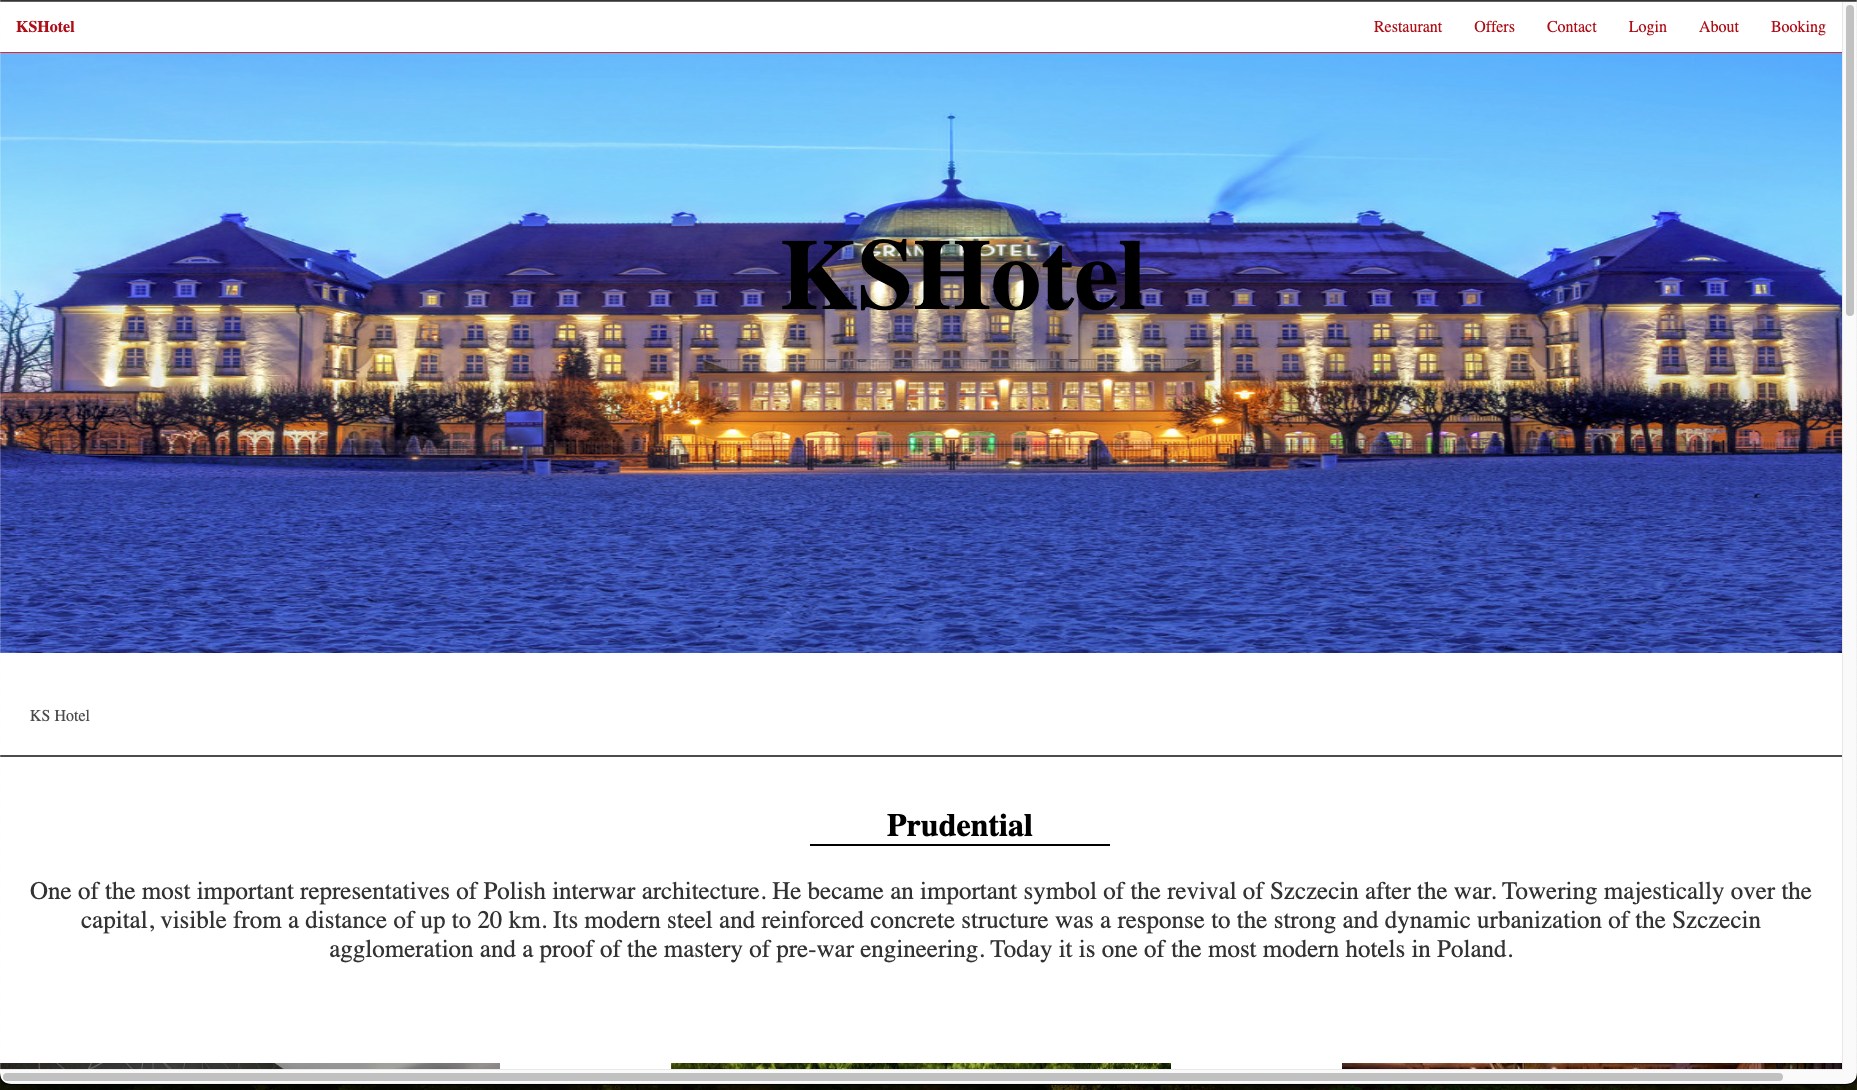 KSHotel
Restaurant Offers Contact Login About Booking
GRAND HOTEL
KSHotel
KS Hotel
Prudential
One of the most important representatives of Polish interwar architecture. He became an important symbol of the revival of Szczecin after the war. Towering majestically over the
capital, visible from a distance of up to 20 km. Its modern steel and reinforced concrete structure was a response to the strong and dynamic urbanization of the Szczecin
agglomeration and a proof of the mastery of pre-war engineering. Today it is one of the most modern hotels in Poland.